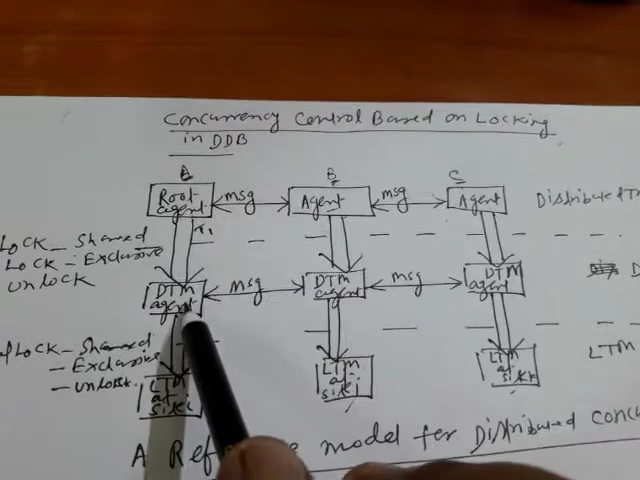 Concurrency Control Based on Locking
in DDB
A
B
C
Root agent msg Agent msg Agent
Distributed T
LOCK - Shared
LOCK - Exclusive
unLOCK
DTM agent msg DTM agent msg DTM agent
LOCK - Shared
- Exclusive
- unlock
LTM at site i
LTM at site j
LTM at site k
LTM
A Ref model for Distributed Concu